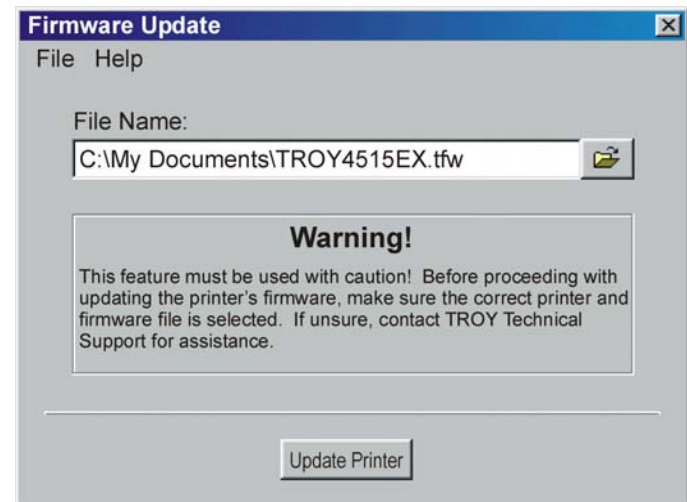 Firmware Update
File Help
File Name:
C:\My Documents\TROY4515EX.tfw
Warning!
This feature must be used with caution! Before proceeding with
updating the printer's firmware, make sure the correct printer and
firmware file is selected. If unsure, contact TROY Technical
Support for assistance.
Update Printer